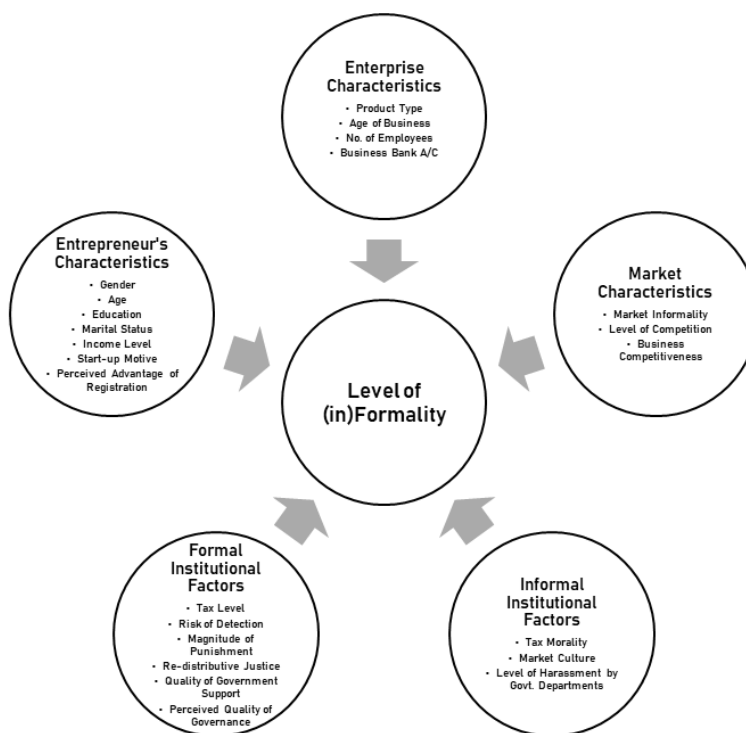 Enterprise
Characteristics
• Product Type
• Age of Business
• No. of Employees
• Business Bank A/C
Entrepreneur's
Characteristics
• Gender
• Age
• Education
• Marital Status
• Income Level
• Start-up Motive
• Perceived Advantage of
Registration
Market
Characteristics
• Market Informality
• Level of Competition
• Business
Competitiveness
Level of
(in)Formality
Formal
Institutional
Factors
• Tax Level
• Risk of Detection
• Magnitude of
Punishment
• Re-distributive Justice
• Quality of Government
Support
• Perceived Quality of
Governance
Informal
Institutional
Factors
• Tax Morality
• Market Culture
• Level of Harassment by
Govt. Departments